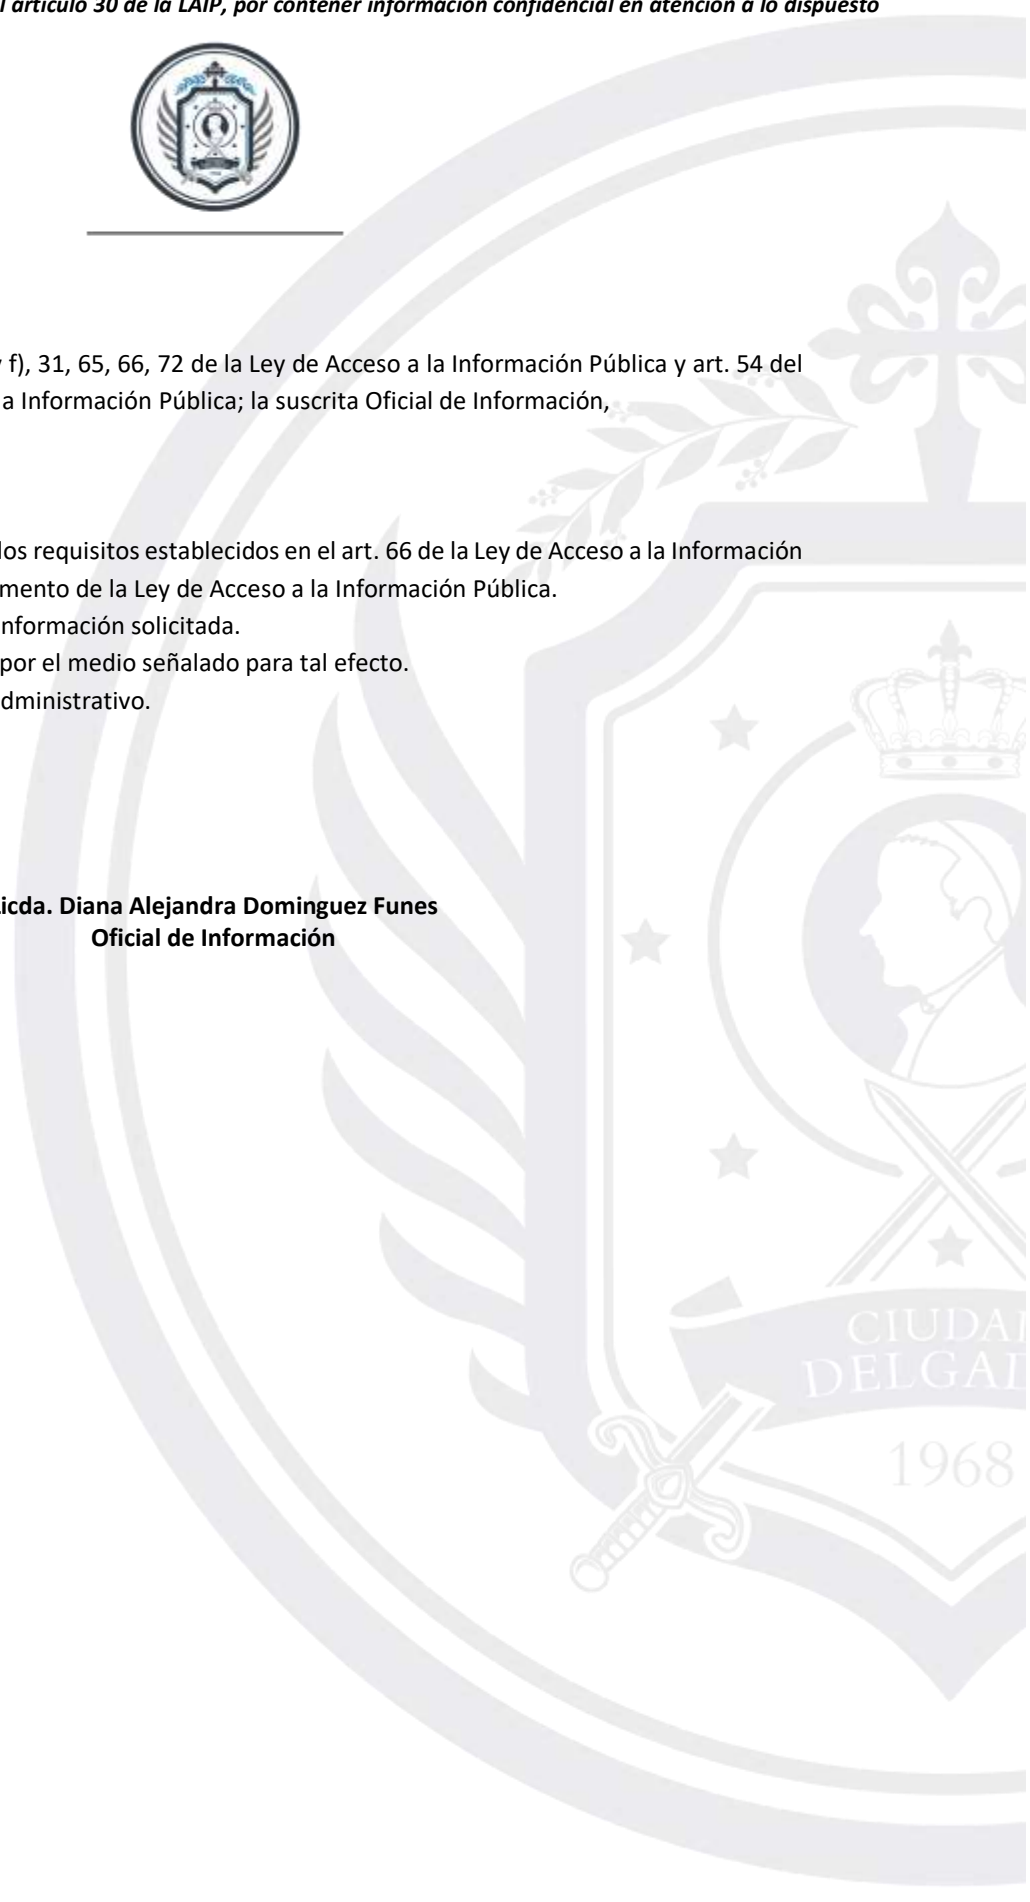 l artículo 30 de la LAIP, por contener información confidencial en atención a lo dispuesto
y f), 31, 65, 66, 72 de la Ley de Acceso a la Información Pública y art. 54 del
a Información Pública; la suscrita Oficial de Información,
los requisitos establecidos en el art. 66 de la Ley de Acceso a la Información
mento de la Ley de Acceso a la Información Pública.
nformación solicitada.
por el medio señalado para tal efecto.
dministrativo.
Licda. Diana Alejandra Dominguez Funes
Oficial de Información
CIUDAD
DELGAD
1968